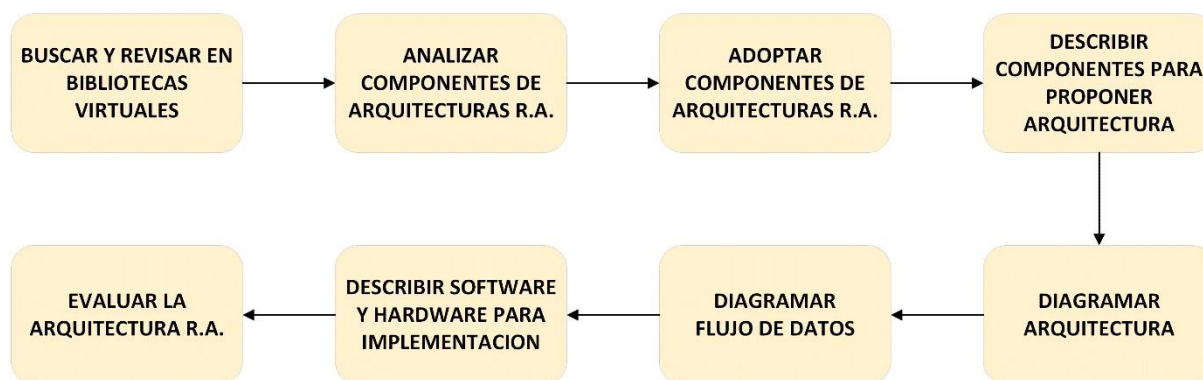 BUSCAR Y REVISAR EN
BIBLIOTECAS
VIRTUALES
ANALIZAR
COMPONENTES DE
ARQUITECTURAS R.A.
ADOPTAR
COMPONENTES DE
ARQUITECTURAS R.A.
DESCRIBIR
COMPONENTES PARA
PROPONER
ARQUITECTURA
DIAGRAMAR
ARQUITECTURA
DIAGRAMAR
FLUJO DE DATOS
DESCRIBIR SOFTWARE
Y HARDWARE PARA
IMPLEMENTACION
EVALUAR LA
ARQUITECTURA R.A.